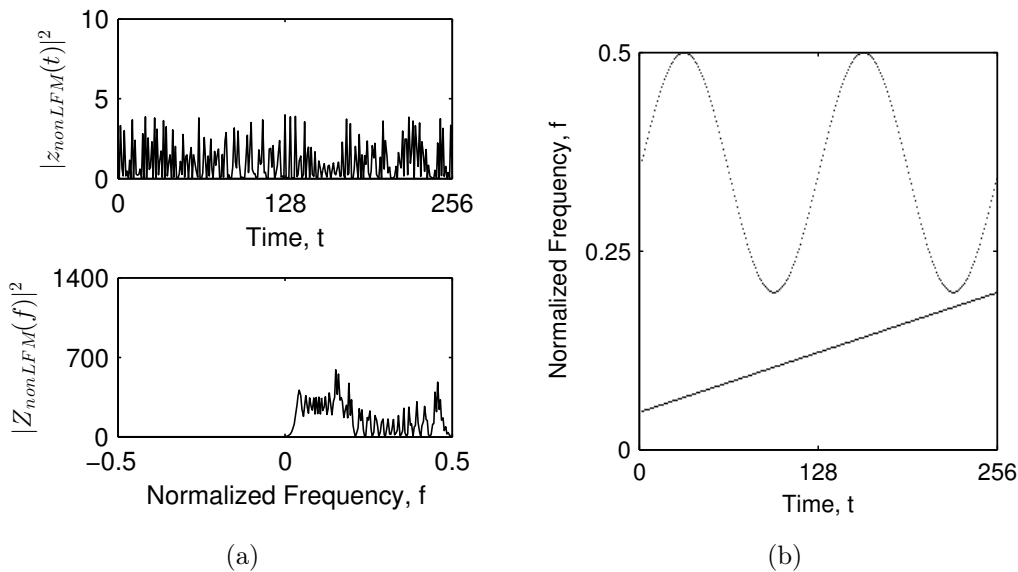 10
5
0
|z_{nonLFM}(t)|^2
0 128 256
Time, t
1400
700
0
|Z_{nonLFM}(f)|^2
−0.5 0 0.5
Normalized Frequency, f
(a)
0.5
0.25
0
Normalized Frequency, f
0 128 256
Time, t
(b)